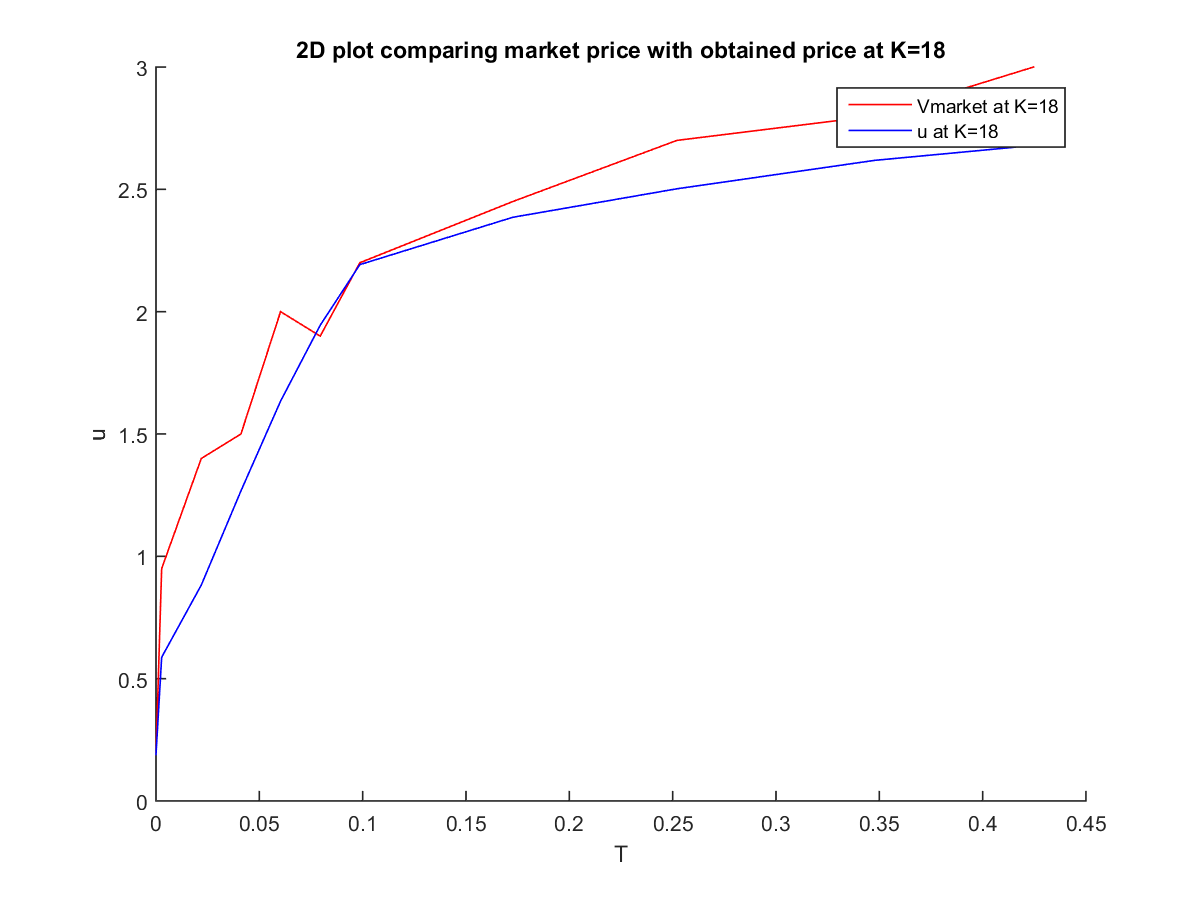 2D plot comparing market price with obtained price at K=18
3
Vmarket at K=18
u at K=18
2.5
2
u
1.5
1
0.5
0
0 0.05 0.1 0.15 0.2 0.25 0.3 0.35 0.4 0.45
T